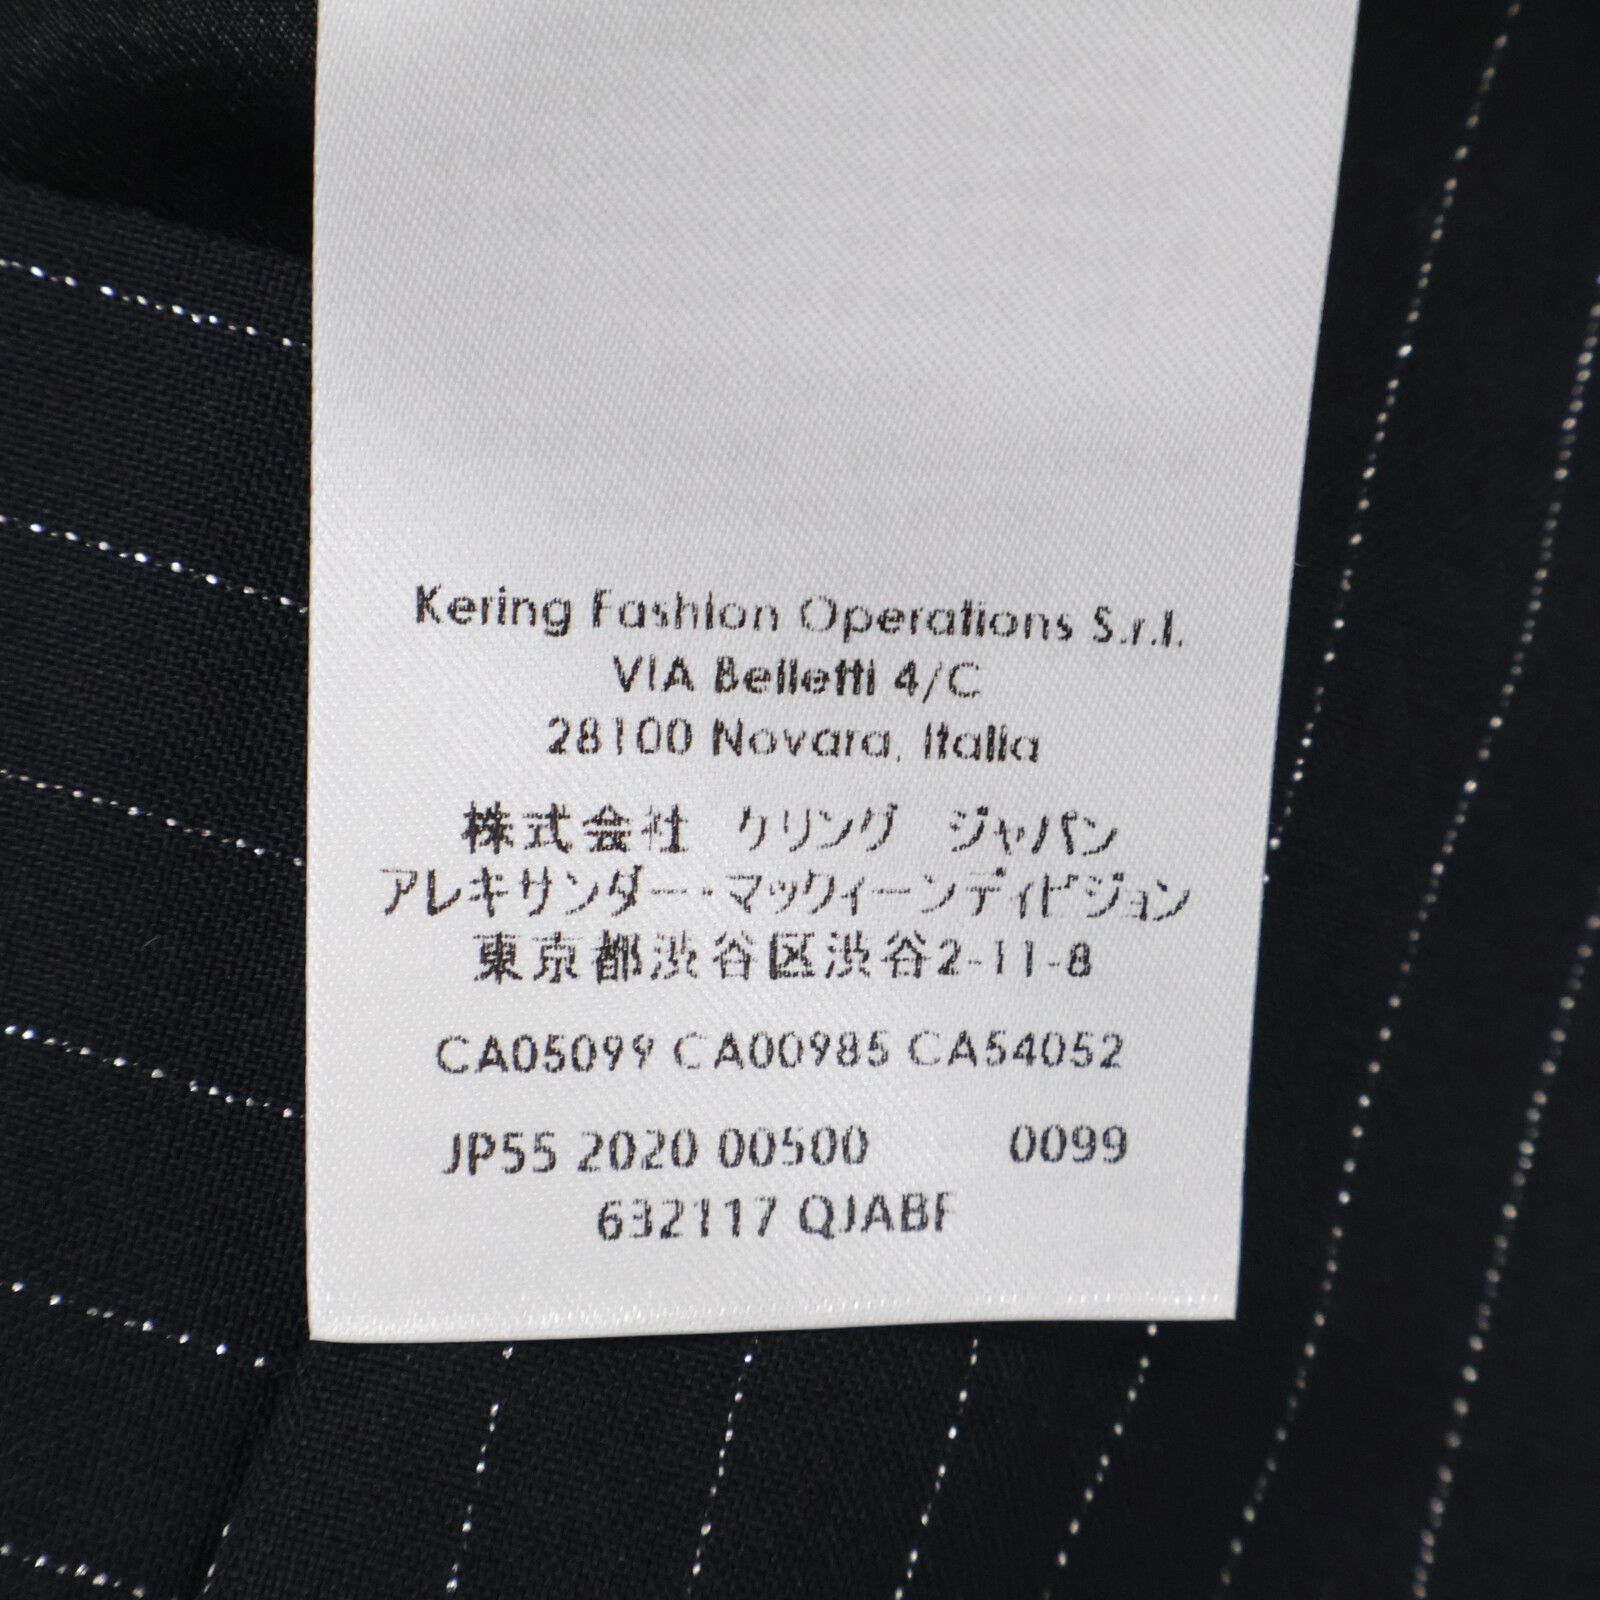 Kering Fashion Operations S.r.l.
VIA Belletti 4/C
28100 Novara, Italia
株式会社 ケリング ジャパン
アレキサンダー・マックィーンディビジョン
東京都渋谷区渋谷2-11-8
CA05099 CA00985 CA54052
JP55 2020 00500 0099
632117 QJABF